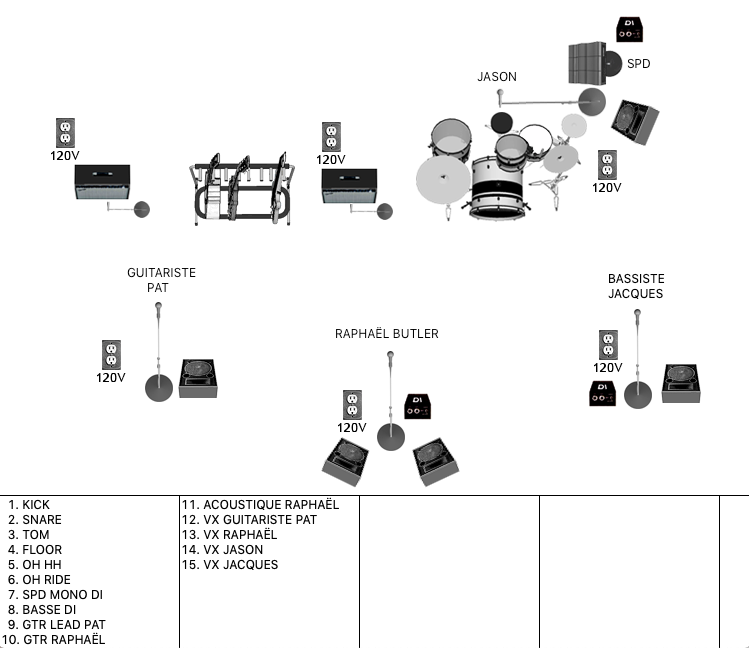 DI
SPD
JASON
120V
120V
120V
GUITARISTE
PAT
BASSISTE
JACQUES
RAPHAËL BUTLER
120V
120V
DI
DI
120V
1. KICK
2. SNARE
3. TOM
4. FLOOR
5. OH HH
6. OH RIDE
7. SPD MONO DI
8. BASSE DI
9. GTR LEAD PAT
10. GTR RAPHAËL
11. ACOUSTIQUE RAPHAËL
12. VX GUITARISTE PAT
13. VX RAPHAËL
14. VX JASON
15. VX JACQUES